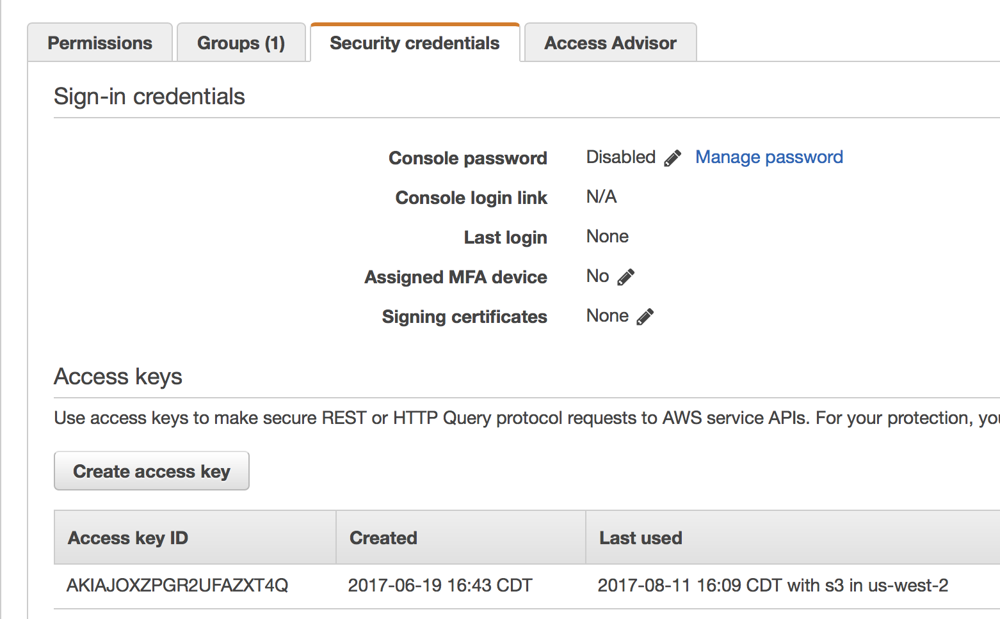 Permissions Groups (1) Security credentials Access Advisor
Sign-in credentials
Console password Disabled Manage password
Console login link N/A
Last login None
Assigned MFA device No
Signing certificates None
Access keys
Use access keys to make secure REST or HTTP Query protocol requests to AWS service APIs. For your protection, you
Create access key
Access key ID Created Last used
AKIAJOXZPGR2UFAZXT4Q 2017-06-19 16:43 CDT 2017-08-11 16:09 CDT with s3 in us-west-2